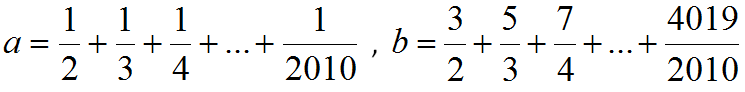 a = 1/2 + 1/3 + 1/4 + ... + 1/2010 , b = 3/2 + 5/3 + 7/4 + ... + 4019/2010